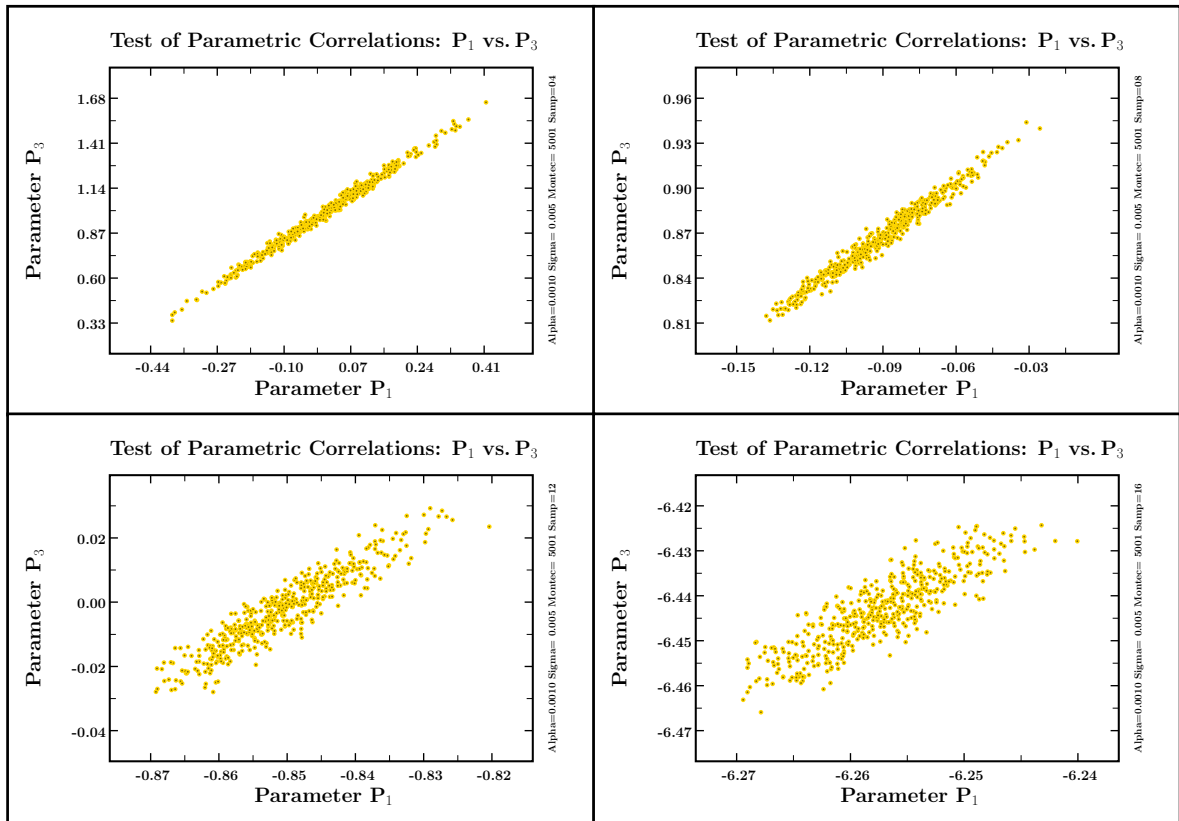 Test of Parametric Correlations: P1 vs. P3
Parameter P3
1.68
1.41
1.14
0.87
0.60
0.33
-0.44 -0.27 -0.10 0.07 0.24 0.41
Parameter P1
Alpha=0.0010 Sigma= 0.005 Montec= 5001 Samp=04
Test of Parametric Correlations: P1 vs. P3
Parameter P3
0.96
0.93
0.90
0.87
0.84
0.81
-0.15 -0.12 -0.09 -0.06 -0.03
Parameter P1
Alpha=0.0010 Sigma= 0.005 Montec= 5001 Samp=08
Test of Parametric Correlations: P1 vs. P3
Parameter P3
0.02
0.00
-0.02
-0.04
-0.87 -0.86 -0.85 -0.84 -0.83 -0.82
Parameter P1
Alpha=0.0010 Sigma= 0.005 Montec= 5001 Samp=12
Test of Parametric Correlations: P1 vs. P3
Parameter P3
-6.42
-6.43
-6.44
-6.45
-6.46
-6.47
-6.27 -6.26 -6.25 -6.24
Parameter P1
Alpha=0.0010 Sigma= 0.005 Montec= 5001 Samp=16